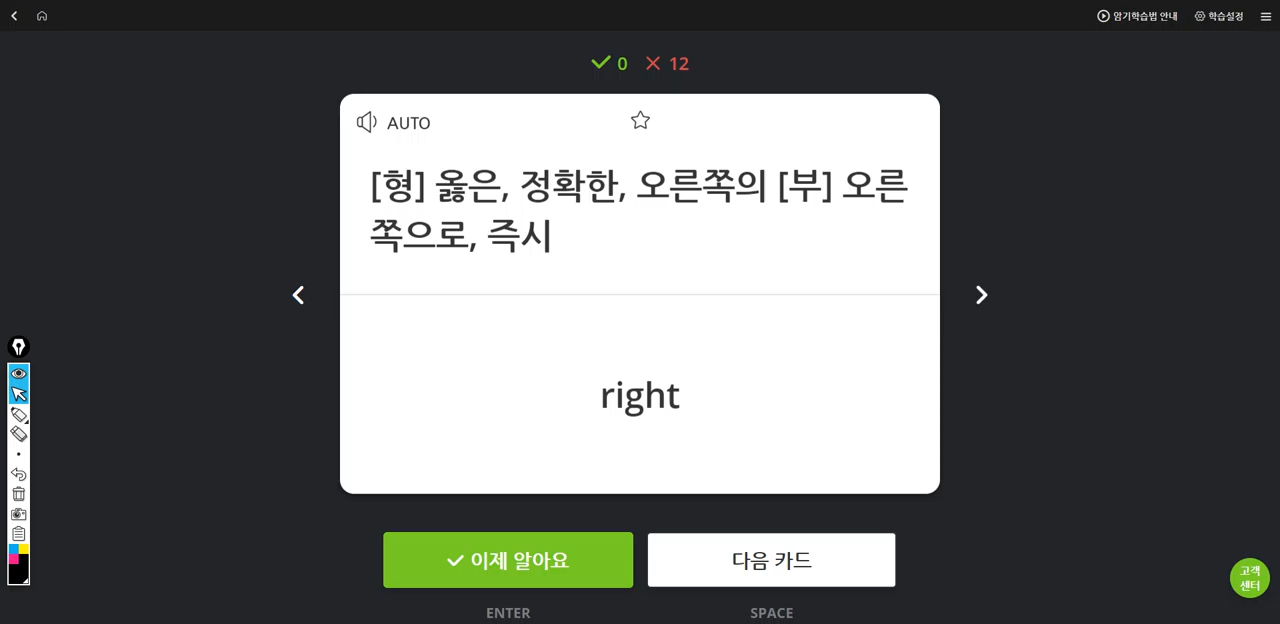 암기학습법 안내 학습설정
0 12
AUTO
[형] 옳은, 정확한, 오른쪽의 [부] 오른
쪽으로, 즉시
right
이제 알아요 다음 카드
ENTER SPACE
고객
센터